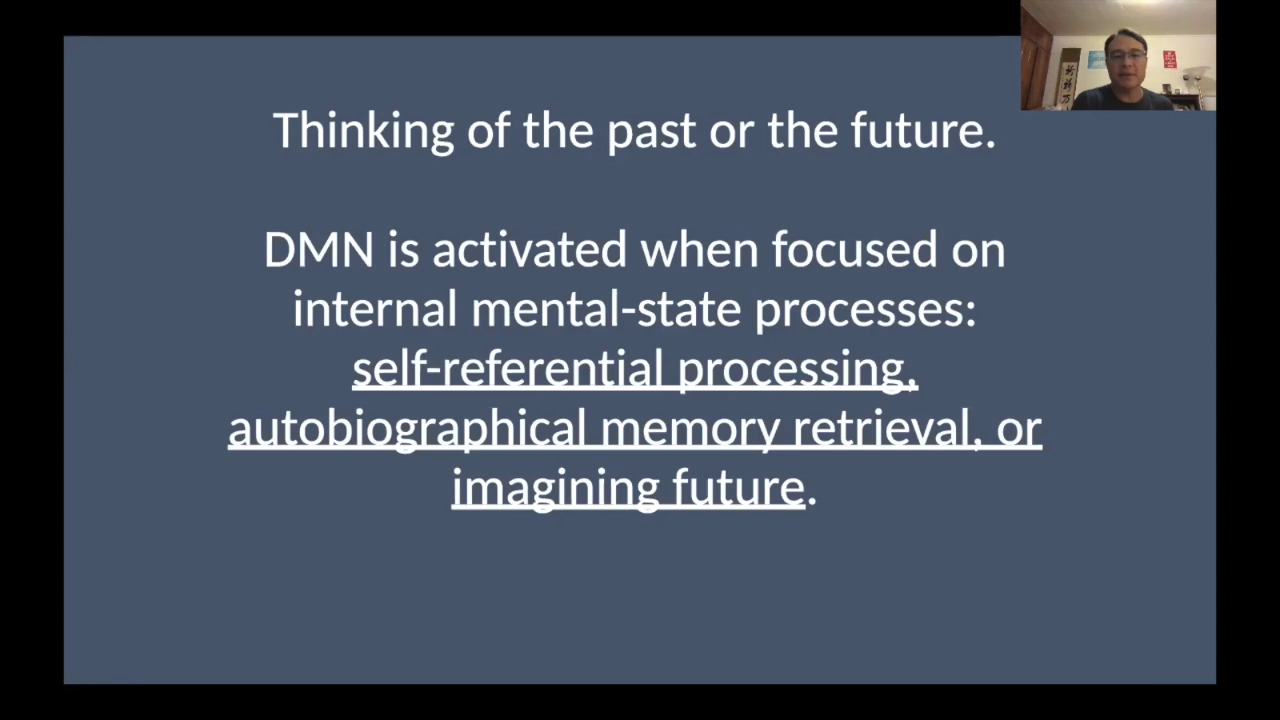 Thinking of the past or the future.
DMN is activated when focused on
internal mental-state processes:
self-referential processing,
autobiographical memory retrieval, or
imagining future.